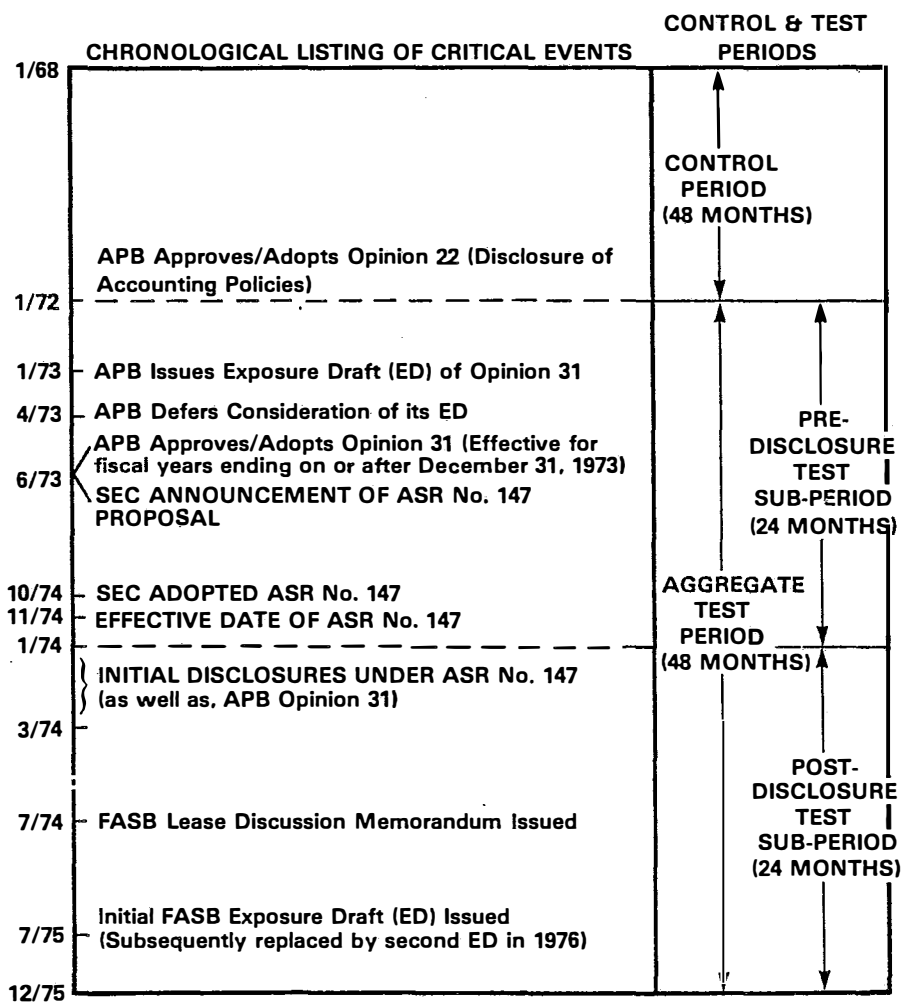 CHRONOLOGICAL LISTING OF CRITICAL EVENTS
CONTROL & TEST
PERIODS
1/68
CONTROL
PERIOD
(48 MONTHS)
APB Approves/Adopts Opinion 22 (Disclosure of
Accounting Policies)
1/72
1/73
APB Issues Exposure Draft (ED) of Opinion 31
4/73
APB Defers Consideration of its ED
6/73
APB Approves/Adopts Opinion 31 (Effective for
fiscal years ending on or after December 31, 1973)
SEC ANNOUNCEMENT OF ASR No. 147
PROPOSAL
PRE-
DISCLOSURE
TEST
SUB-PERIOD
(24 MONTHS)
10/74
SEC ADOPTED ASR No. 147
11/74
EFFECTIVE DATE OF ASR No. 147
1/74
AGGREGATE
TEST
PERIOD
(48 MONTHS)
INITIAL DISCLOSURES UNDER ASR No. 147
(as well as, APB Opinion 31)
3/74
7/74
FASB Lease Discussion Memorandum Issued
POST-
DISCLOSURE
TEST
SUB-PERIOD
(24 MONTHS)
7/75
Initial FASB Exposure Draft (ED) Issued
(Subsequently replaced by second ED in 1976)
12/75